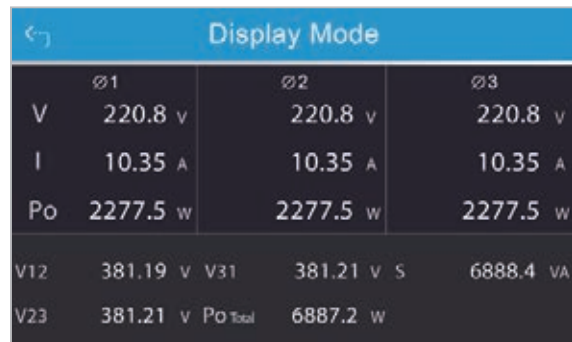 Display Mode
Ø1 Ø2 Ø3
V 220.8 V 220.8 V 220.8 V
I 10.35 A 10.35 A 10.35 A
Po 2277.5 W 2277.5 W 2277.5 W
V12 381.19 V V31 381.21 V S 6888.4 VA
V23 381.21 V Po Total 6887.2 W